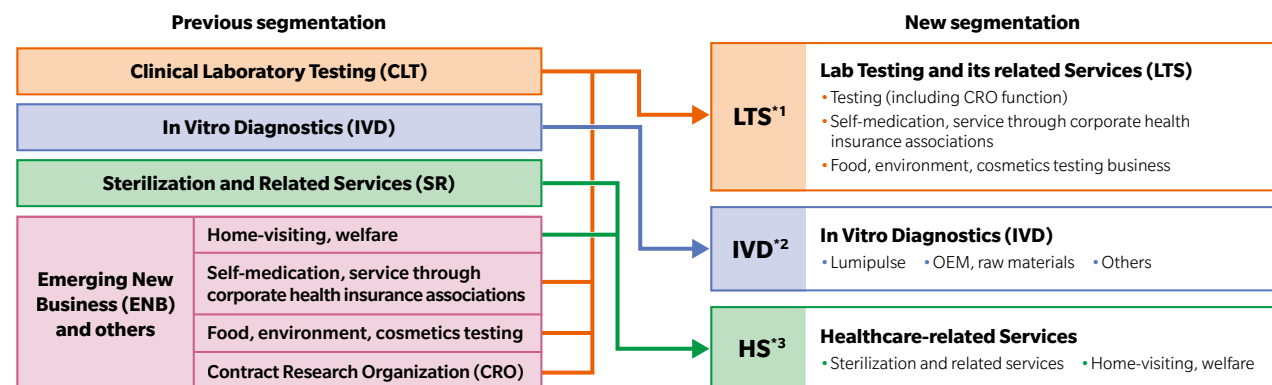 Previous segmentation
Clinical Laboratory Testing (CLT)
In Vitro Diagnostics (IVD)
Sterilization and Related Services (SR)
Emerging New
Business (ENB)
and others
Home-visiting, welfare
Self-medication, service through
corporate health insurance associations
Food, environment, cosmetics testing
Contract Research Organization (CRO)
New segmentation
LTS*1
Lab Testing and its related Services (LTS)
• Testing (including CRO function)
• Self-medication, service through corporate health
insurance associations
• Food, environment, cosmetics testing business
IVD*2
In Vitro Diagnostics (IVD)
• Lumipulse • OEM, raw materials • Others
HS*3
Healthcare-related Services
• Sterilization and related services • Home-visiting, welfare